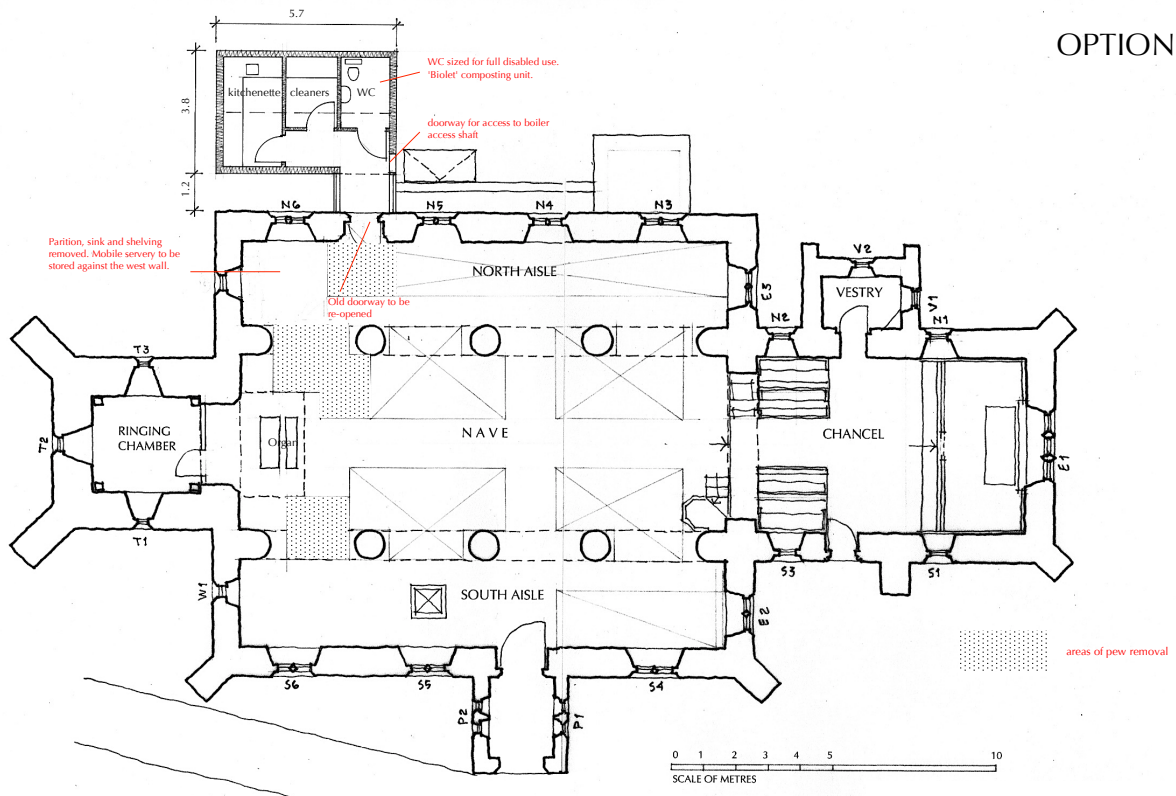 OPTION
5.7
3.8
1.2
kitchenette
cleaners
WC
WC sized for full disabled use.
'Biolet' composting unit.
doorway for access to boiler
access shaft
N6
N5
N4
N3
Parition, sink and shelving
removed. Mobile servery to be
stored against the west wall.
NORTH AISLE
Old doorway to be
re-opened
E3
V2
VESTRY
V1
N2
N1
T3
T2
RINGING
CHAMBER
T1
Organ
NAVE
CHANCEL
E1
W1
SOUTH AISLE
E2
S3
S1
S6
S5
S4
P2
P1
areas of pew removal
0 1 2 3 4 5 10
SCALE OF METRES